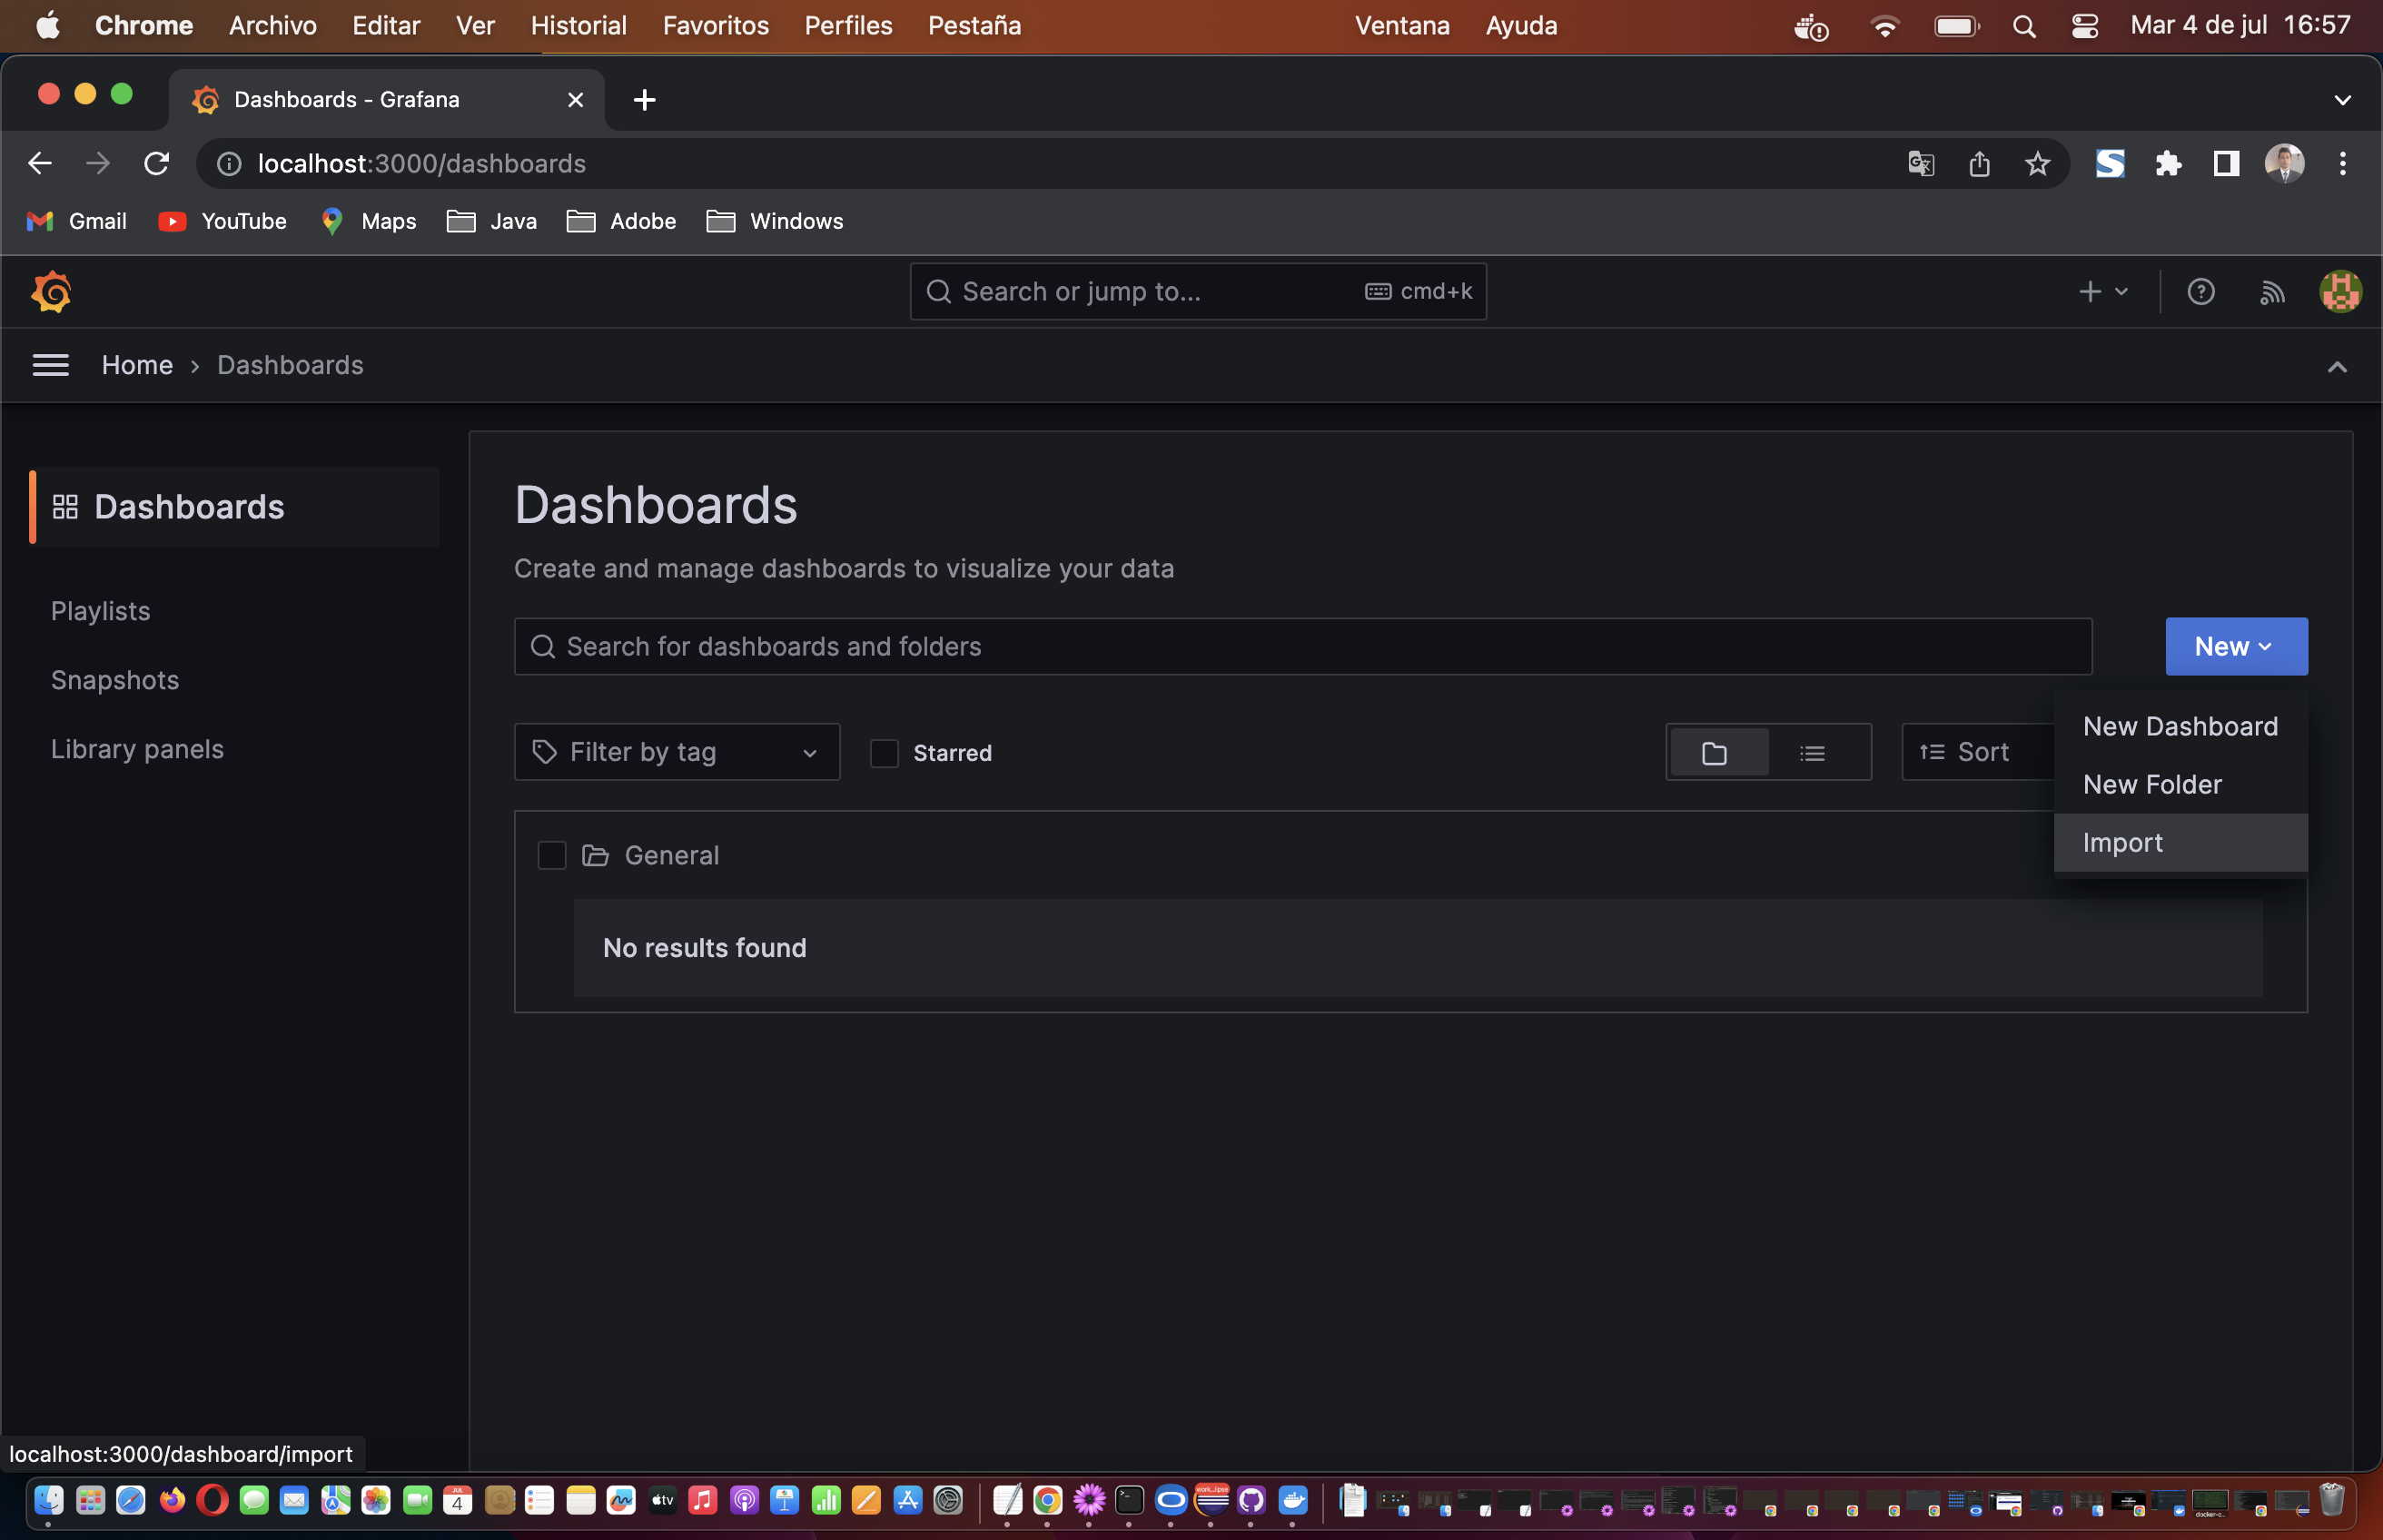 Chrome Archivo Editar Ver Historial Favoritos Perfiles Pestaña Ventana Ayuda Mar 4 de jul 16:57
Dashboards - Grafana
localhost:3000/dashboards
Gmail YouTube Maps Java Adobe Windows
Search or jump to... cmd+k
Home › Dashboards
Dashboards
Playlists
Snapshots
Library panels
Dashboards
Create and manage dashboards to visualize your data
Search for dashboards and folders
New
Filter by tag
Starred
Sort
New Dashboard
New Folder
Import
General
No results found
localhost:3000/dashboard/import
JUL
4
tv